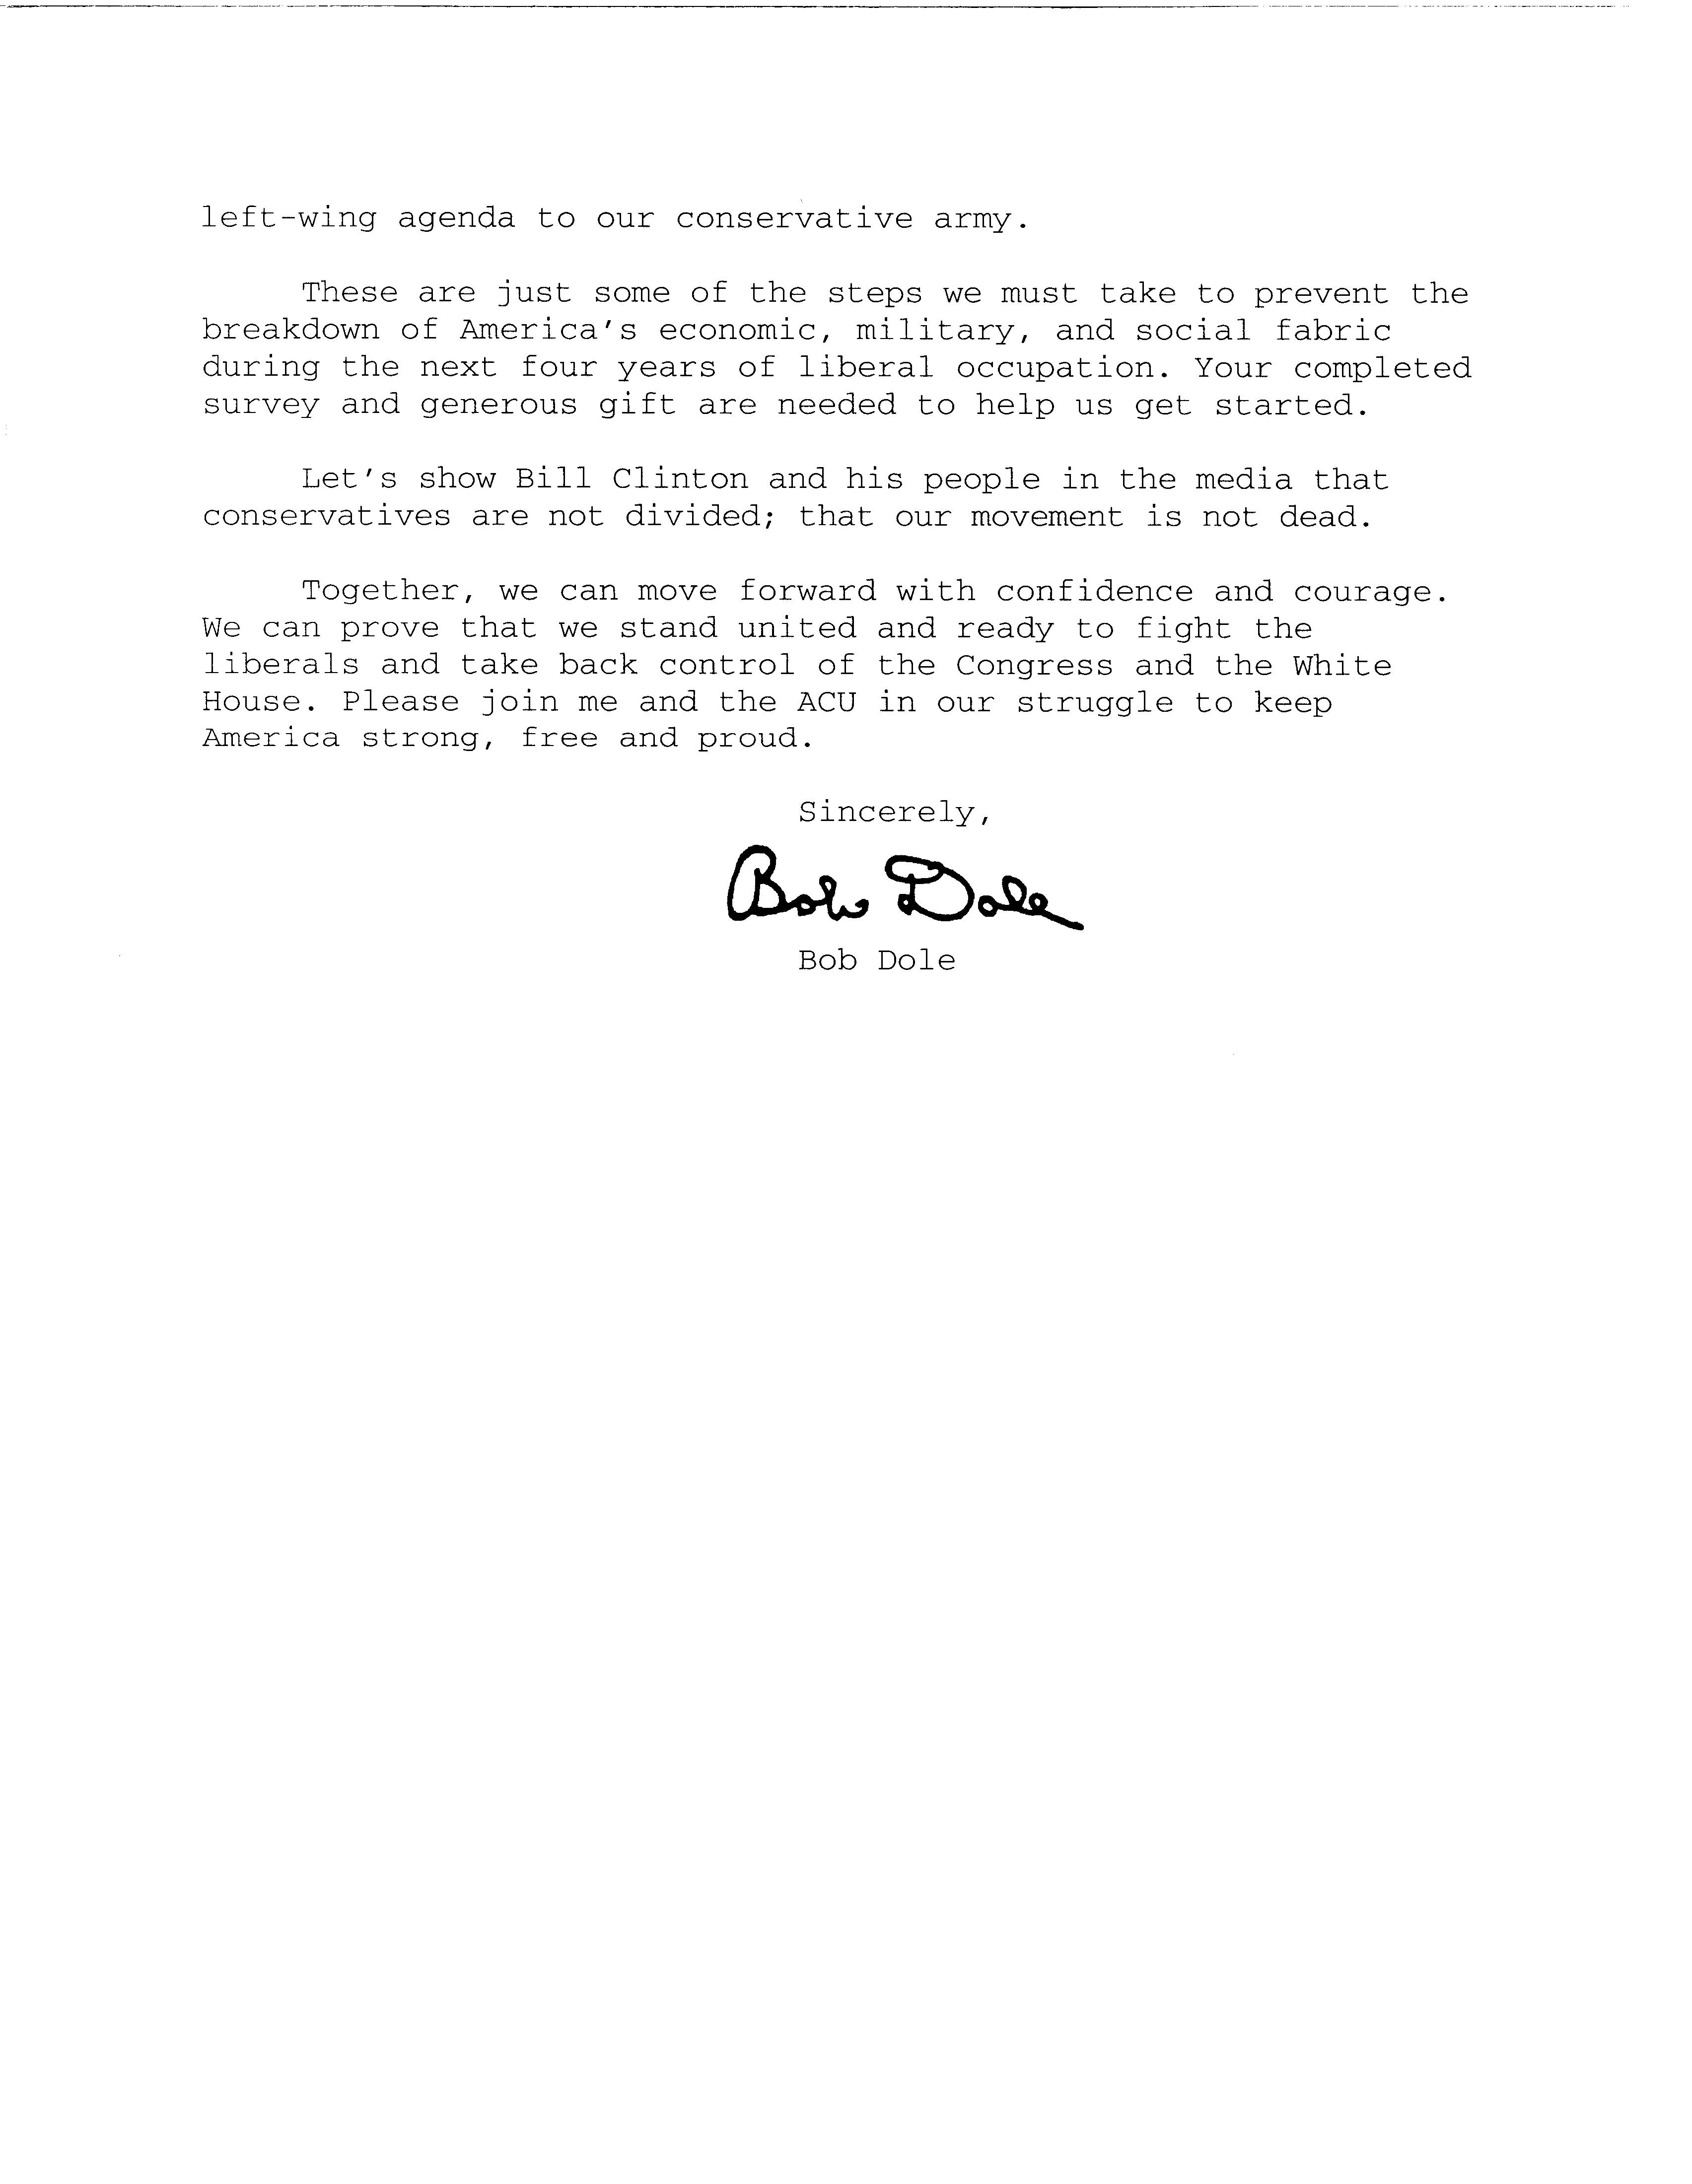 left-wing agenda to our conservative army.
These are just some of the steps we must take to prevent the
breakdown of America's economic, military, and social fabric
during the next four years of liberal occupation. Your completed
survey and generous gift are needed to help us get started.
Let's show Bill Clinton and his people in the media that
conservatives are not divided; that our movement is not dead.
Together, we can move forward with confidence and courage.
We can prove that we stand united and ready to fight the
liberals and take back control of the Congress and the White
House. Please join me and the ACU in our struggle to keep
America strong, free and proud.
Sincerely,
Bob Dole
Bob Dole